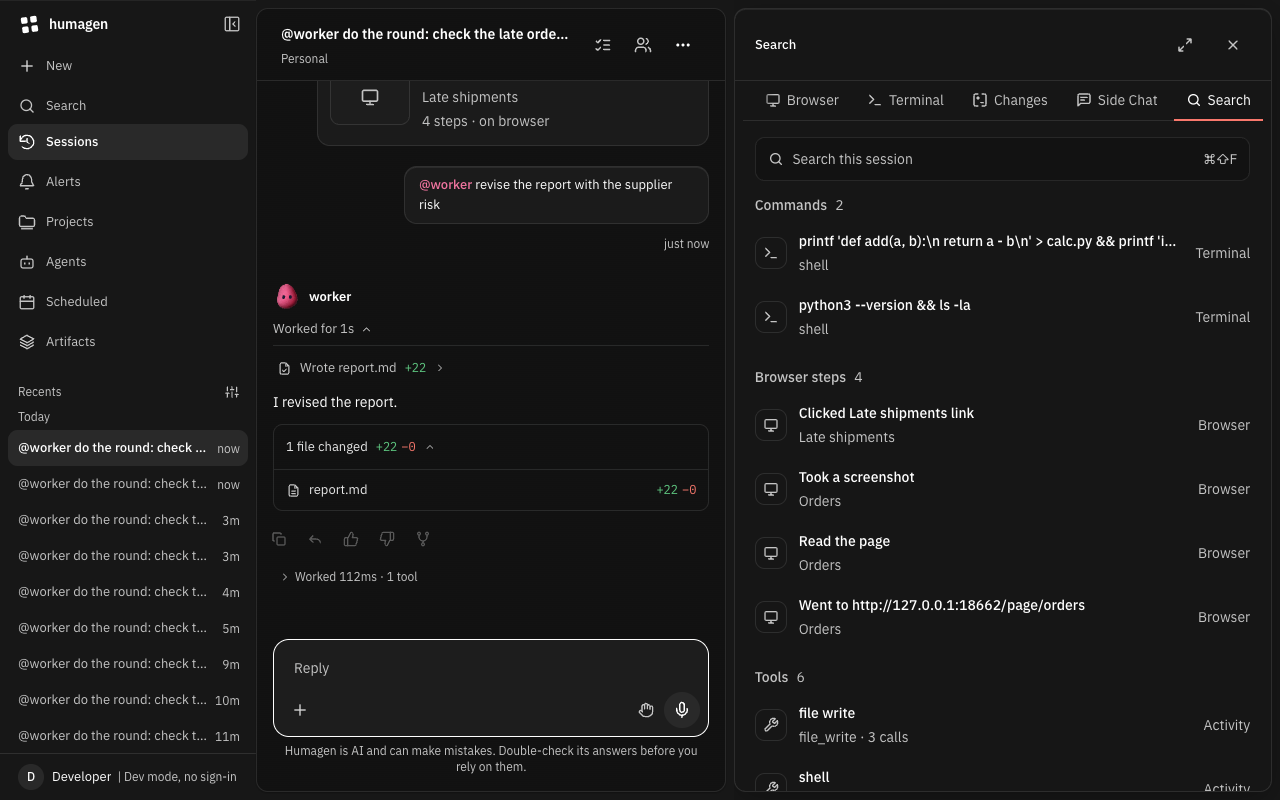 humagen
New
Search
Sessions
Alerts
Projects
Agents
Scheduled
Artifacts
Recents
Today
@worker do the round: check ... now
@worker do the round: check t... now
@worker do the round: check t... 3m
@worker do the round: check t... 3m
@worker do the round: check t... 4m
@worker do the round: check t... 5m
@worker do the round: check t... 9m
@worker do the round: check t... 10m
@worker do the round: check t... 11m
D Developer | Dev mode, no sign-in
@worker do the round: check the late orde...
Personal
Late shipments
4 steps · on browser
@worker revise the report with the supplier
risk
just now
worker
Worked for 1s
Wrote report.md +22
I revised the report.
1 file changed +22 −0
report.md +22 −0
Worked 112ms · 1 tool
Reply
Humagen is AI and can make mistakes. Double-check its answers before you
rely on them.
Search
Browser Terminal Changes Side Chat Search
Search this session ⌘⇧F
Commands 2
printf 'def add(a, b):\n return a - b\n' > calc.py && printf 'i... Terminal
shell
python3 --version && ls -la Terminal
shell
Browser steps 4
Clicked Late shipments link Browser
Late shipments
Took a screenshot Browser
Orders
Read the page Browser
Orders
Went to http://127.0.0.1:18662/page/orders Browser
Orders
Tools 6
file write Activity
file_write · 3 calls
shell Activity